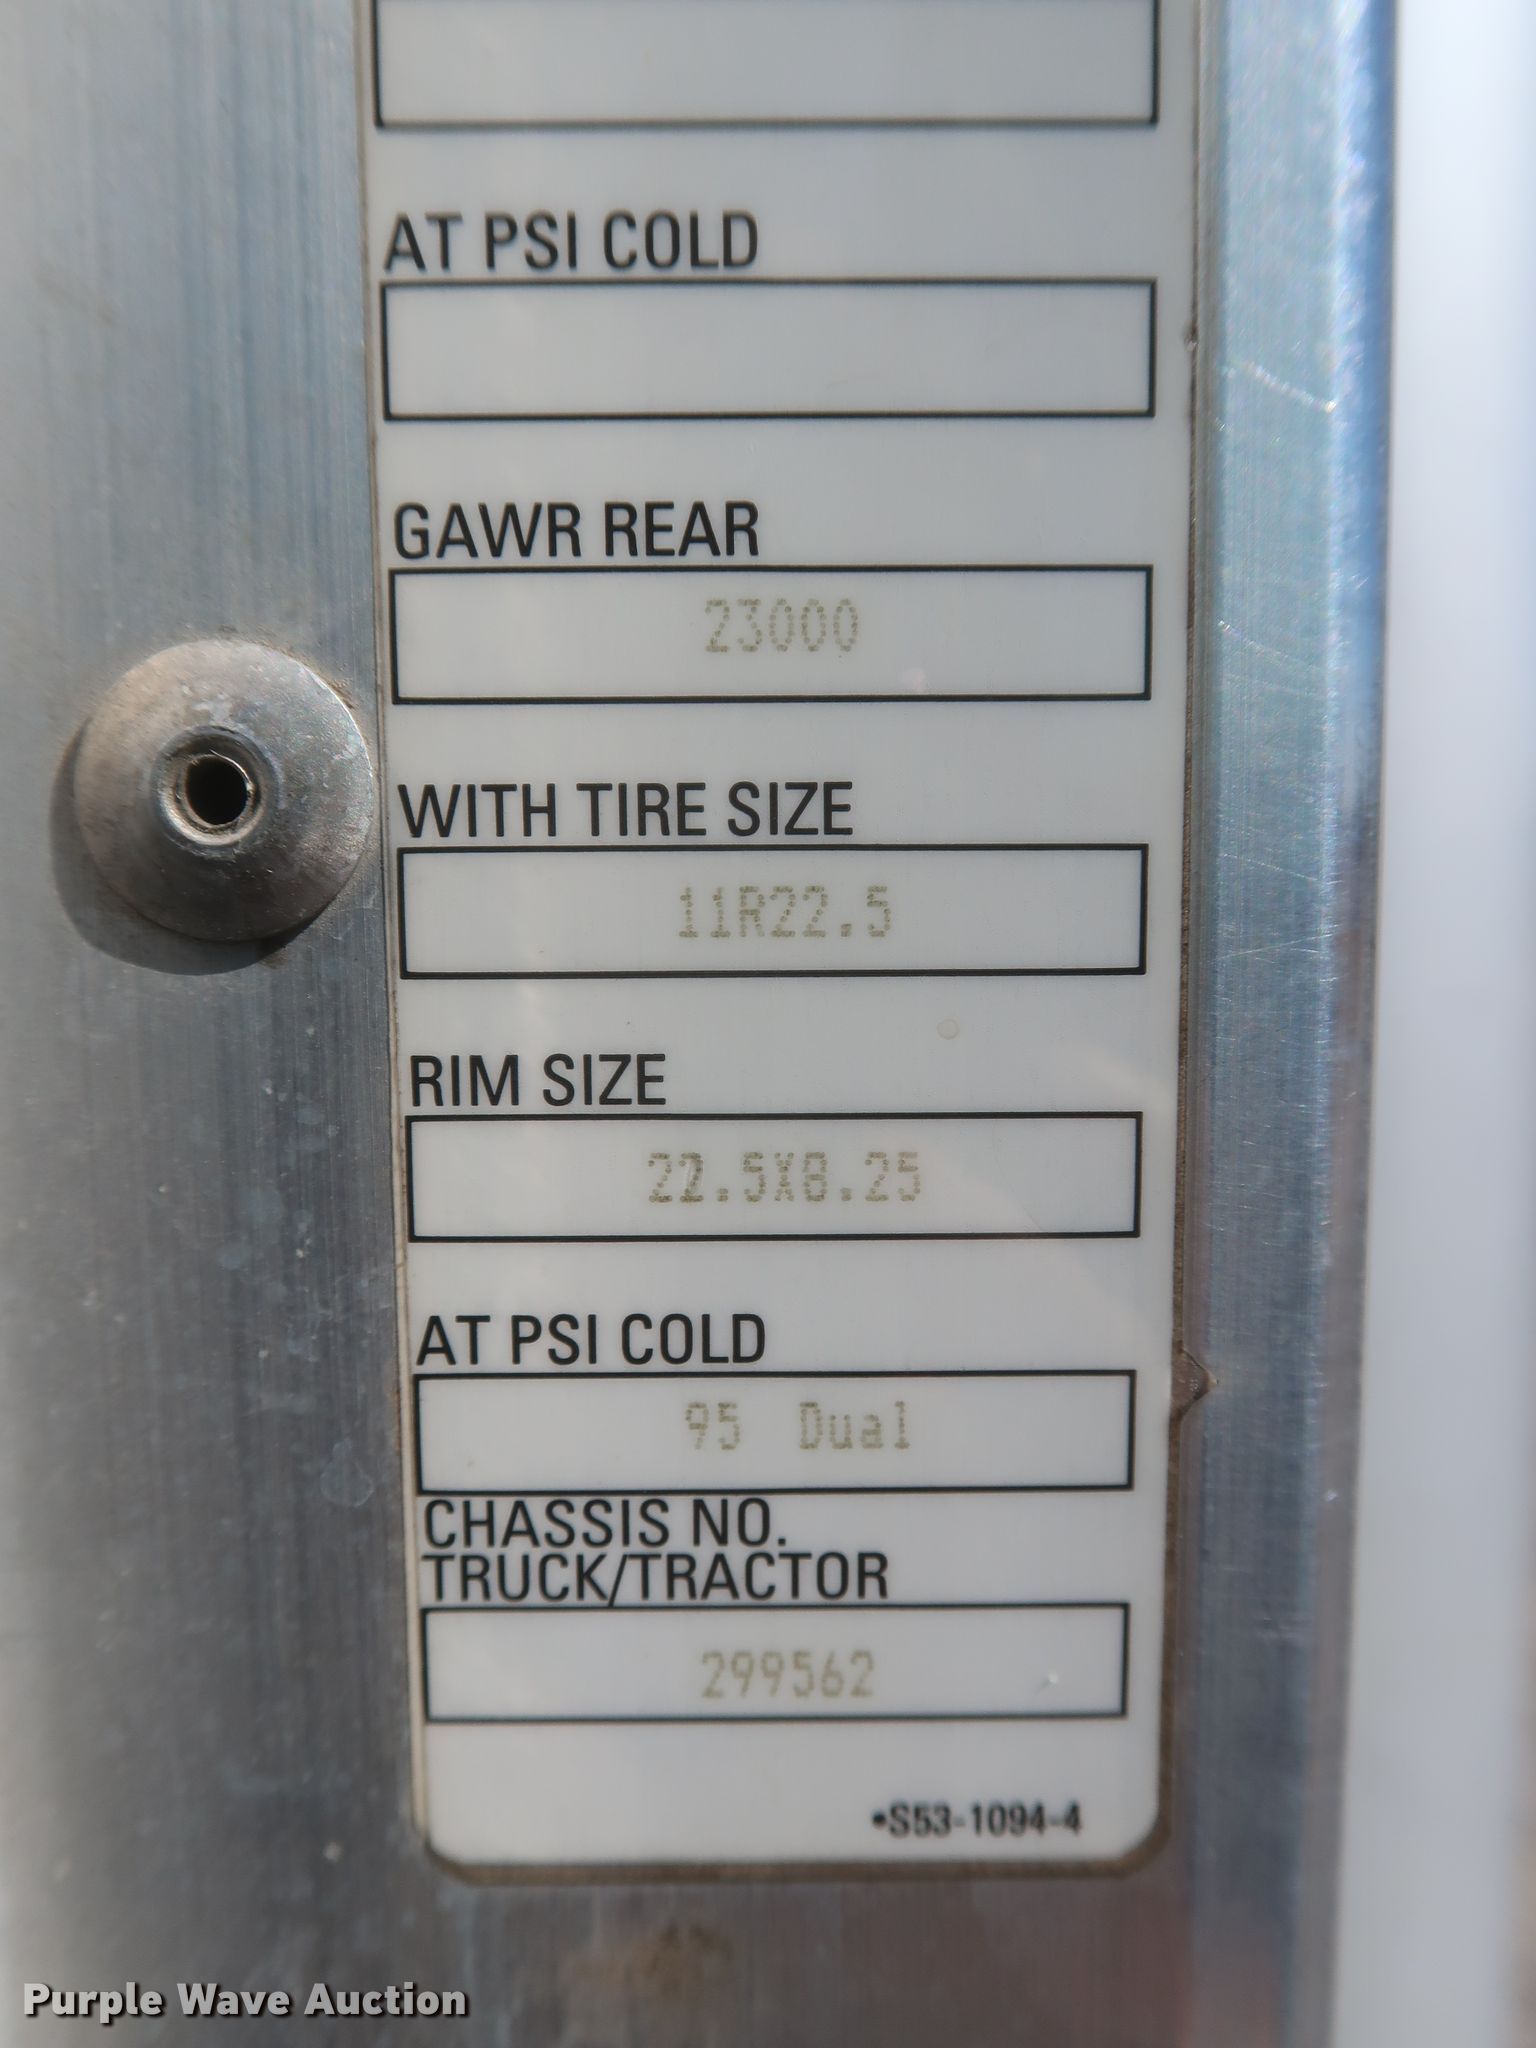 AT PSI COLD
GAWR REAR
23000
WITH TIRE SIZE
11R22.5
RIM SIZE
22.5X8.25
AT PSI COLD
95 Dual
CHASSIS NO.
TRUCK/TRACTOR
299562
•S53-1094-4
Purple Wave Auction